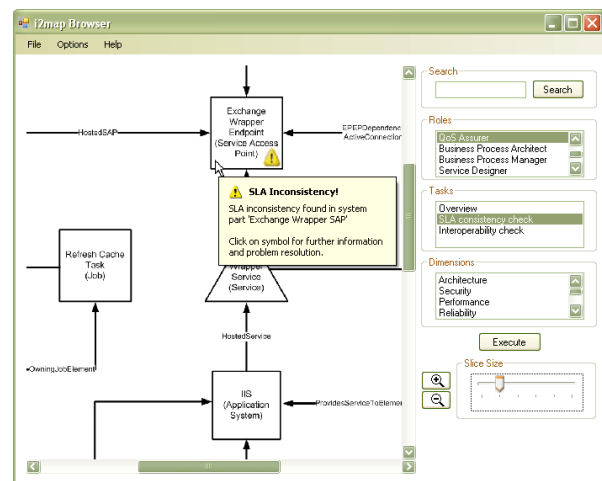 i2map Browser
File Options Help
Exchange
Wrapper
Endpoint
(Service Access
Point)
HostedSAP
EPEPDependenc
ActiveConnection
SLA Inconsistency!
SLA inconsistency found in system
part 'Exchange Wrapper SAP'
Click on symbol for further information
and problem resolution.
Refresh Cache
Task
(Job)
Wrapper
Service
(Service)
HostedService
OwningJobElement
IIS
(Application
System)
ProvidesServiceToElemen
Search
Search
Roles
QoS Assurer
Business Process Architect
Business Process Manager
Service Designer
Tasks
Overview
SLA consistency check
Interoperability check
Dimensions
Architecture
Security
Performance
Reliability
Execute
Slice Size